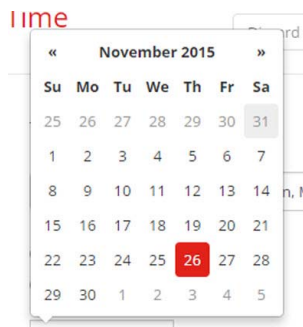 Time
« November 2015 »
Su Mo Tu We Th Fr Sa
25 26 27 28 29 30 31
1 2 3 4 5 6 7
8 9 10 11 12 13 14
15 16 17 18 19 20 21
22 23 24 25 26 27 28
29 30 1 2 3 4 5